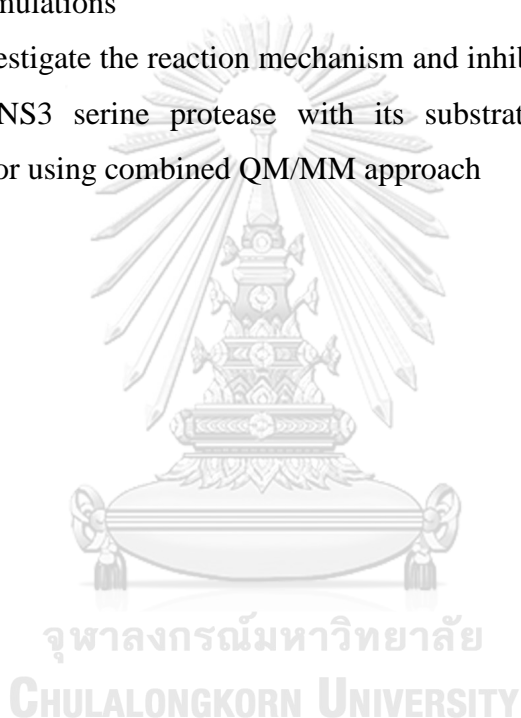 mulations
estigate the reaction mechanism and inhib
NS3 serine protease with its substrat
or using combined QM/MM approach
จุฬาลงกรณ์มหาวิทยาลัย
CHULALONGKORN UNIVERSITY